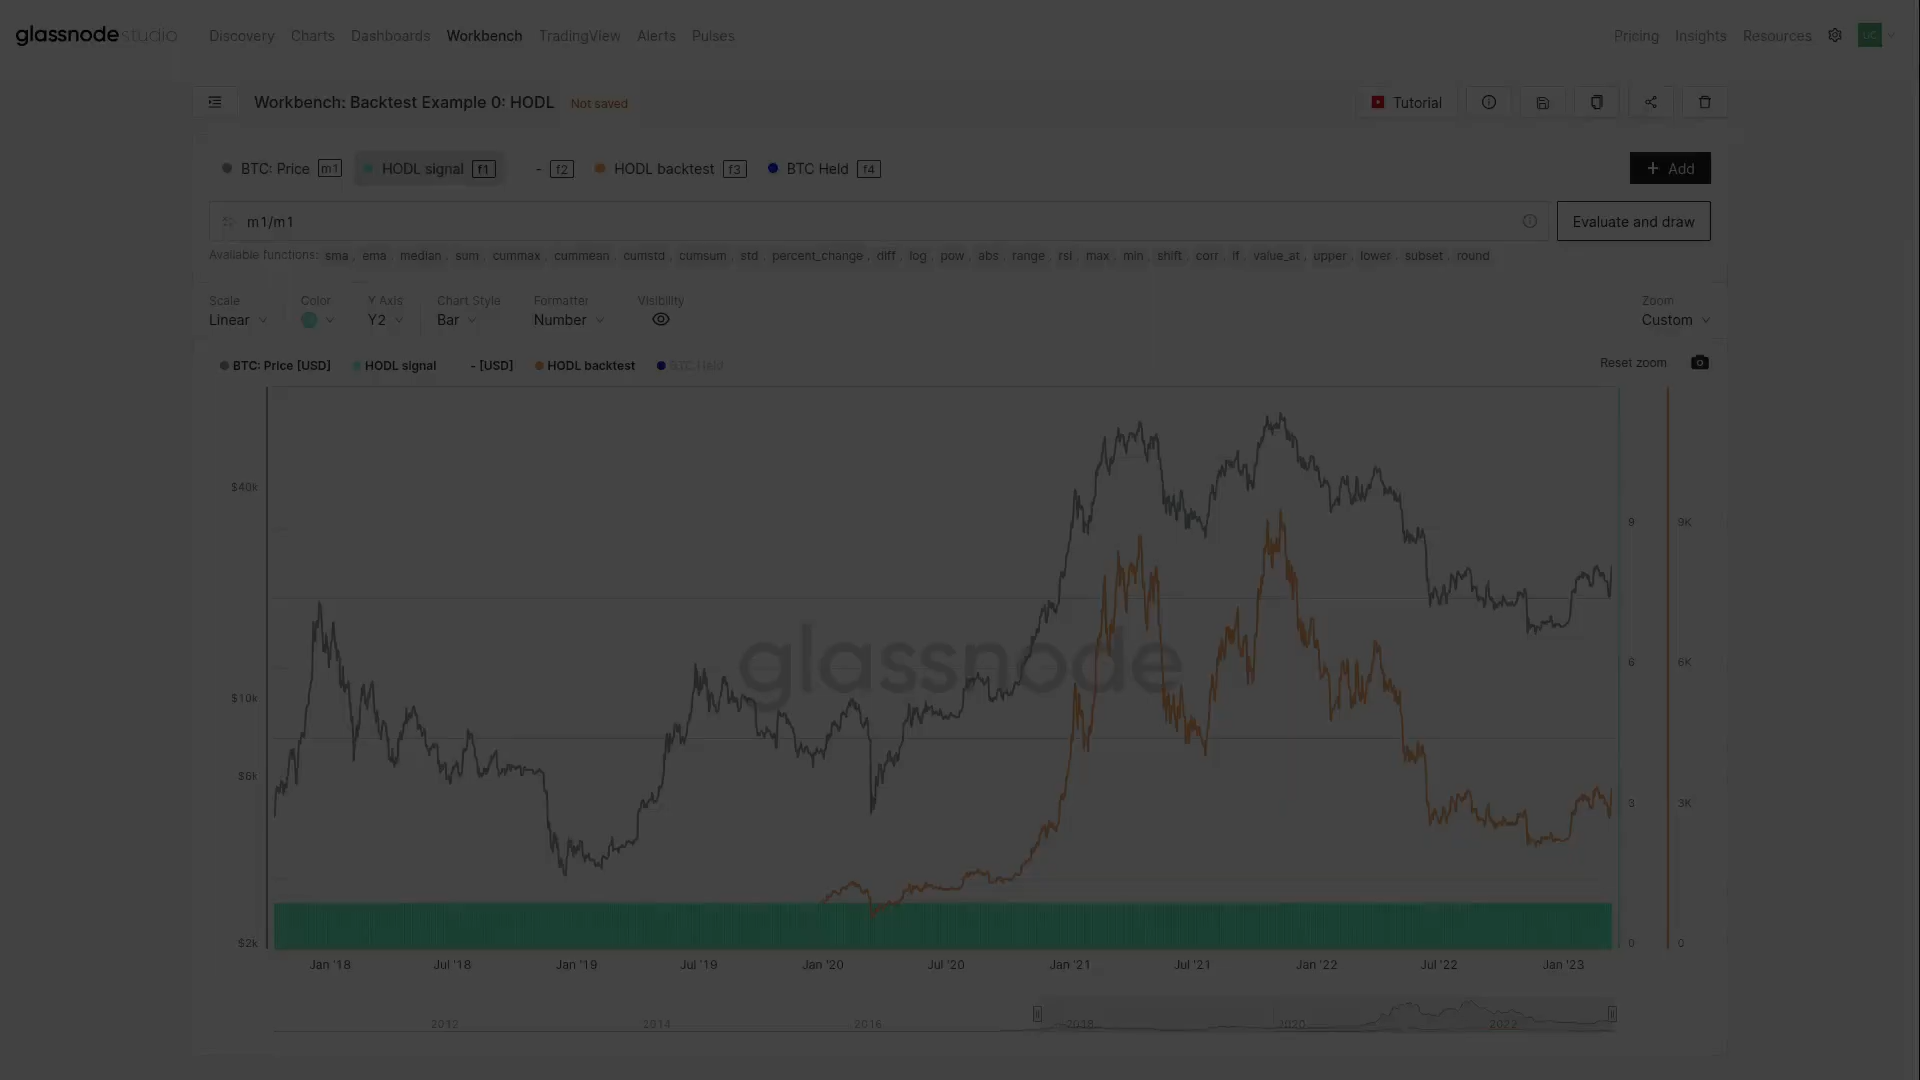 glassnodestudio Discovery Charts Dashboards Workbench TradingView Alerts Pulses Pricing Insights Resources UC
Workbench: Backtest Example 0: HODL Not saved Tutorial
BTC: Price m1 HODL signal f1 - f2 HODL backtest f3 BTC Held f4 + Add
m1/m1 Evaluate and draw
Available functions: sma, ema, median, sum, cummax, cummean, cumstd, cumsum, std, percent_change, diff, log, pow, abs, range, rsi, max, min, shift, corr, if, value_at, upper, lower, subset, round
Scale Color Y Axis Chart Style Formatter Visibility Zoom
Linear Y2 Bar Number Custom
BTC: Price [USD] HODL signal - [USD] HODL backtest BTC Held Reset zoom
$40k 9 9K
glassnode
6 6K
$10k
$6k 3 3K
$2k 0 0
Jan '18 Jul '18 Jan '19 Jul '19 Jan '20 Jul '20 Jan '21 Jul '21 Jan '22 Jul '22 Jan '23
2012 2014 2016 2018 2020 2022